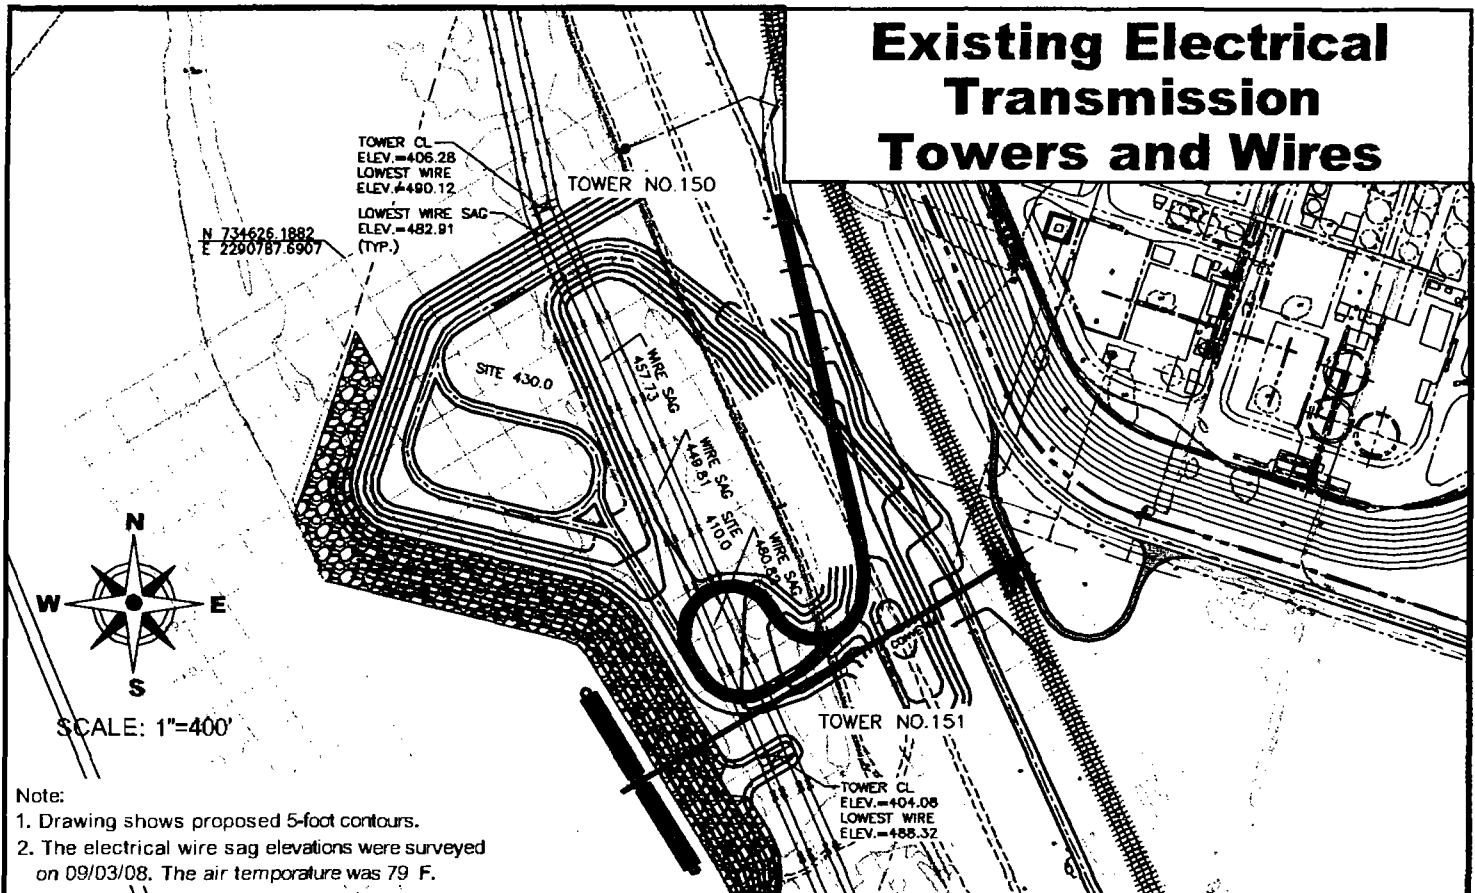 Existing Electrical
Transmission
Towers and Wires
TOWER CL
ELEV.=406.28
LOWEST WIRE
ELEV.=490.12
LOWEST WIRE SAG
ELEV.=482.91
(TYP.)
TOWER NO.150
N 734626.1882
E 2290787.6907
SITE 430.0
WIRE SAG
457.73
WIRE SAG
449.81
SITE
410.0
WIRE SAG
N
W
E
S
SCALE: 1"=400'
TOWER NO.151
TOWER CL
ELEV.=404.08
LOWEST WIRE
ELEV.=488.32
Note:
1. Drawing shows proposed 5-foot contours.
2. The electrical wire sag elevations were surveyed
on 09/03/08. The air temporature was 79 F.